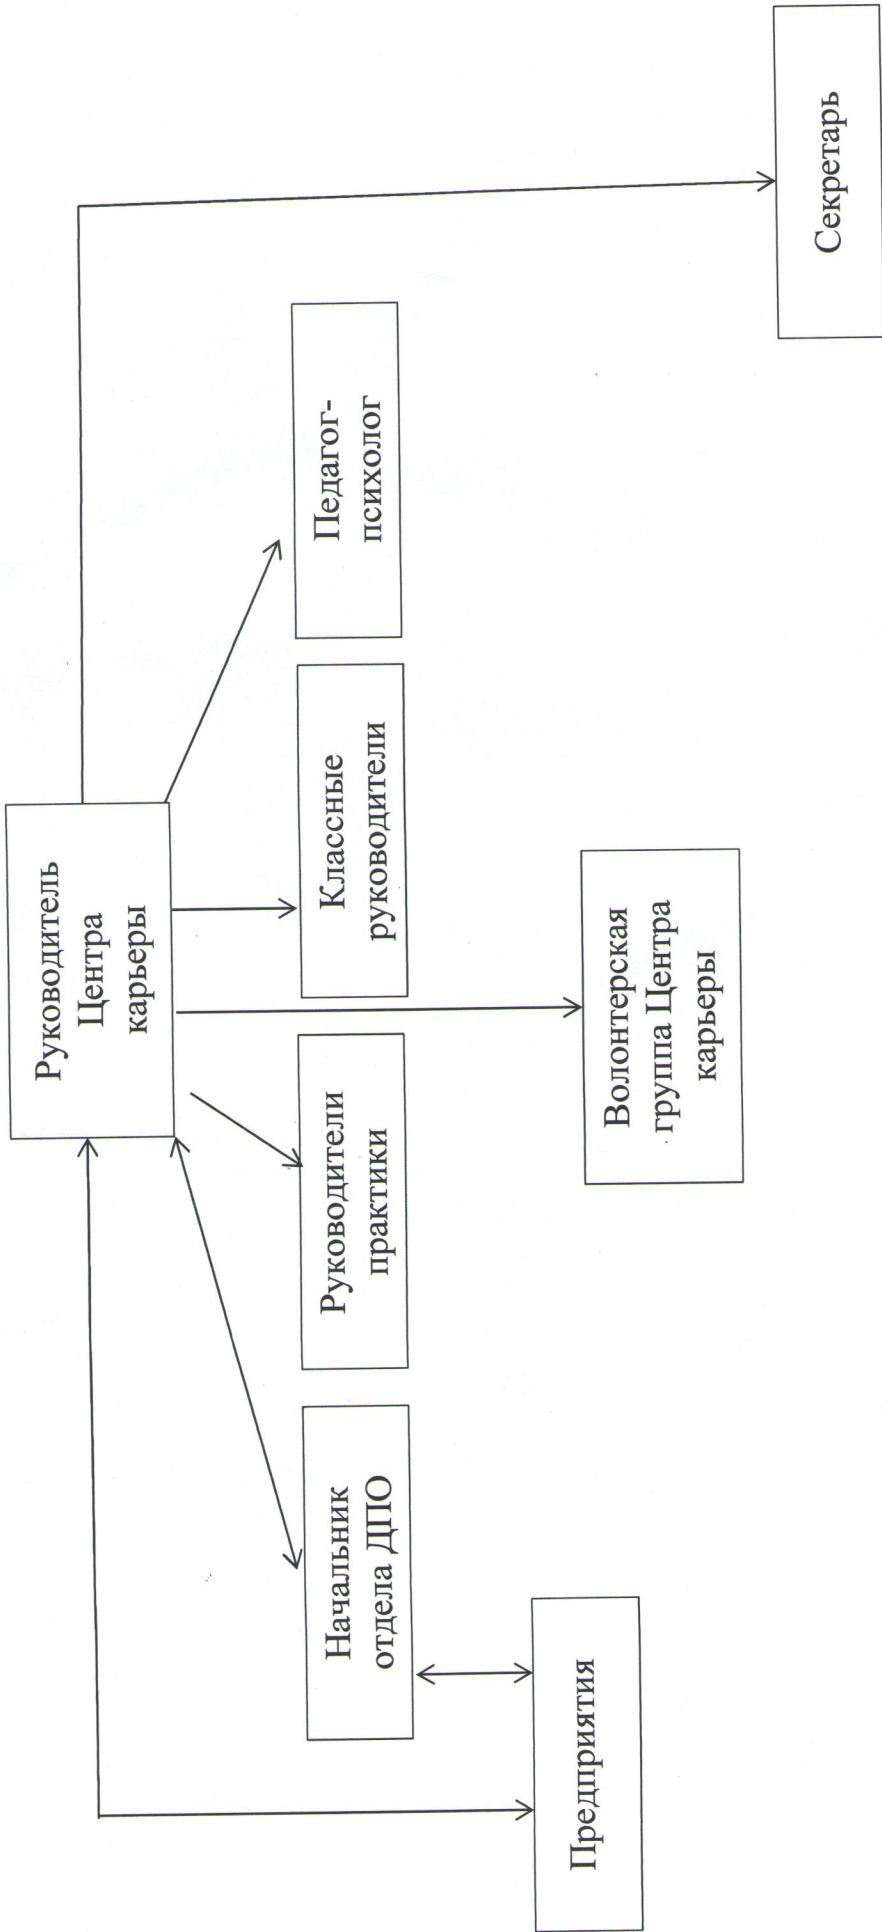 Руководитель
Центра
карьеры
Начальник
отдела ДПО
Руководители
практики
Классные
руководители
Педагог-
психолог
Предприятия
Волонтерская
группа Центра
карьеры
Секретарь